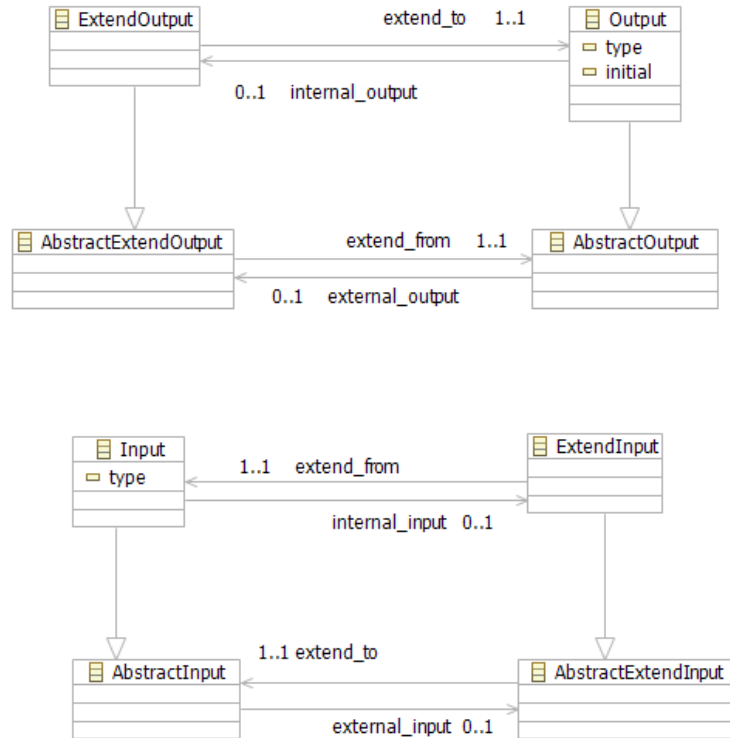 ExtendOutput
extend_to 1..1
Output
type
initial
0..1 internal_output
AbstractExtendOutput
extend_from 1..1
AbstractOutput
0..1 external_output
Input
type
1..1 extend_from
ExtendInput
internal_input 0..1
AbstractInput
1..1 extend_to
AbstractExtendInput
external_input 0..1